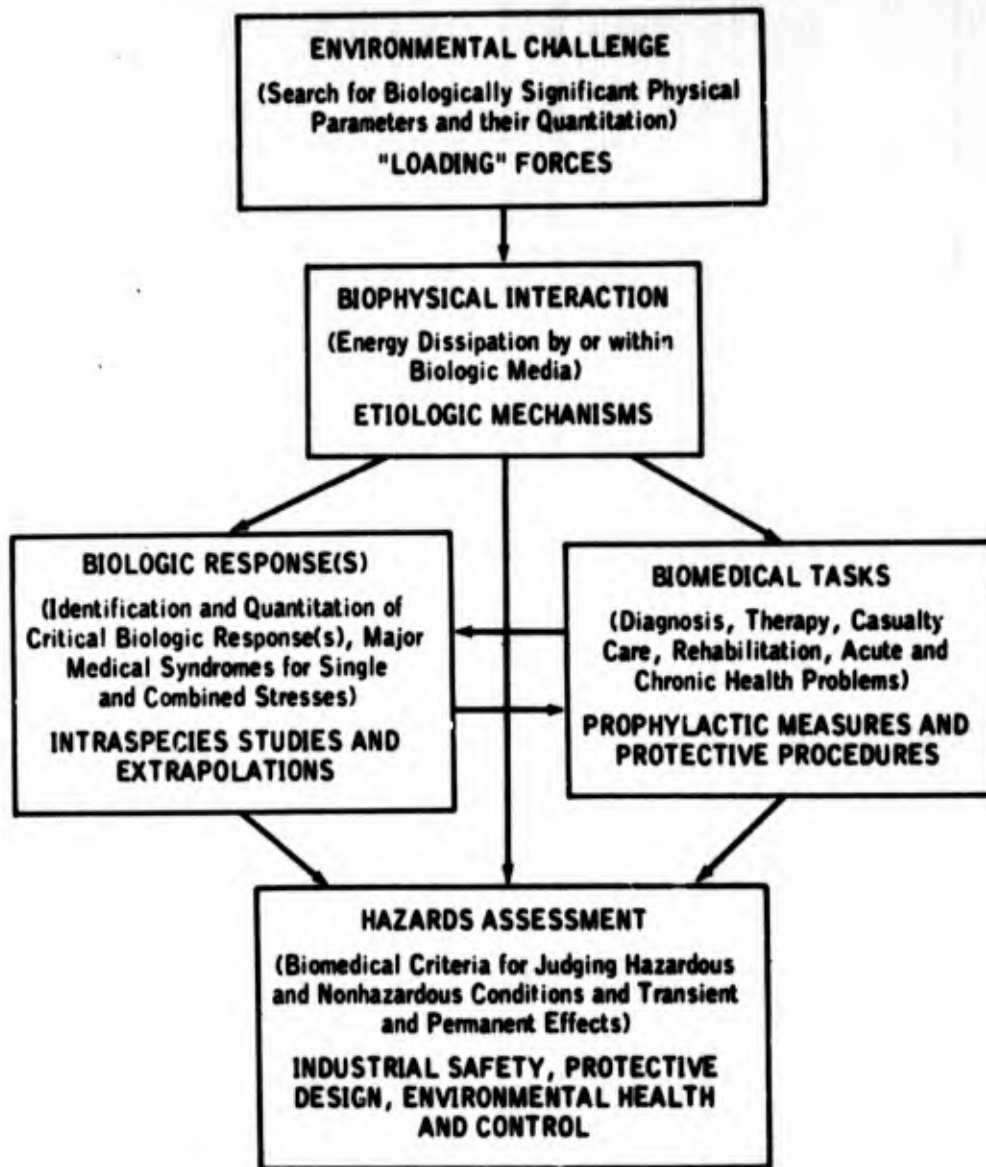 ENVIRONMENTAL CHALLENGE
(Search for Biologically Significant Physical
Parameters and their Quantitation)
"LOADING" FORCES
BIOPHYSICAL INTERACTION
(Energy Dissipation by or within
Biologic Media)
ETIOLOGIC MECHANISMS
BIOLOGIC RESPONSE(S)
(Identification and Quantitation of
Critical Biologic Response(s), Major
Medical Syndromes for Single
and Combined Stresses)
INTRASPECIES STUDIES AND
EXTRAPOLATIONS
BIOMEDICAL TASKS
(Diagnosis, Therapy, Casualty
Care, Rehabilitation, Acute and
Chronic Health Problems)
PROPHYLACTIC MEASURES AND
PROTECTIVE PROCEDURES
HAZARDS ASSESSMENT
(Biomedical Criteria for Judging Hazardous
and Nonhazardous Conditions and Transient
and Permanent Effects)
INDUSTRIAL SAFETY, PROTECTIVE
DESIGN, ENVIRONMENTAL HEALTH
AND CONTROL